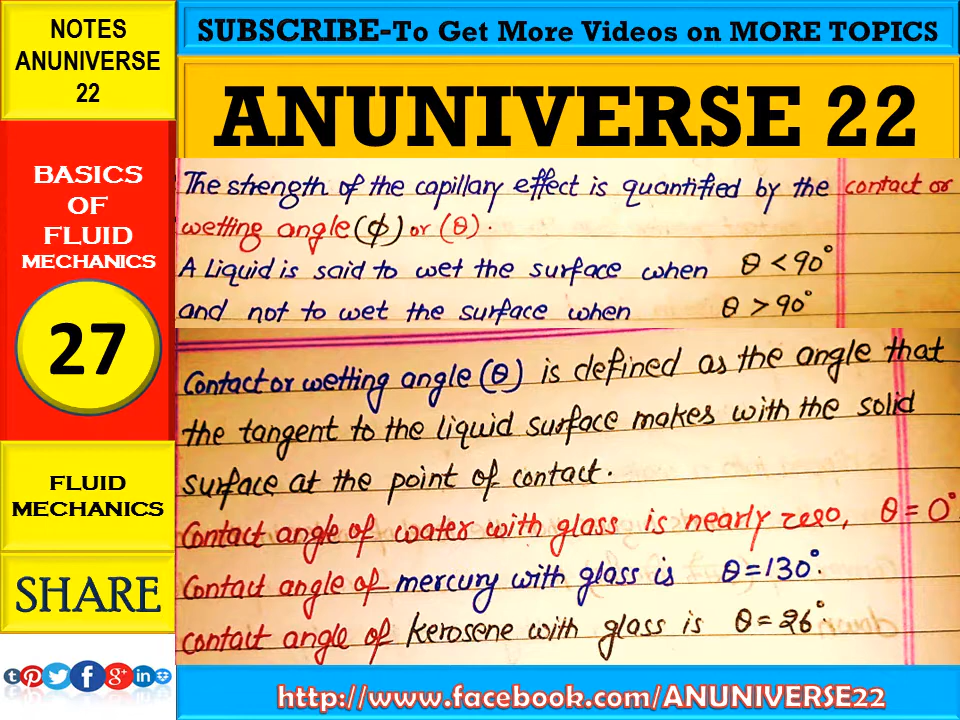 NOTES
ANUNIVERSE
22
SUBSCRIBE-To Get More Videos on MORE TOPICS
ANUNIVERSE 22
BASICS
OF
FLUID
MECHANICS
27
FLUID
MECHANICS
SHARE
The strength of the capillary effect is quantified by the contact or
wetting angle (ϕ) or (θ).
A Liquid is said to wet the surface when θ < 90°
and not to wet the surface when θ > 90°
Contact or wetting angle (θ) is defined as the angle that
the tangent to the liquid surface makes with the solid
surface at the point of contact.
Contact angle of water with glass is nearly zero, θ = 0°
Contact angle of mercury with glass is θ = 130°.
contact angle of kerosene with glass is θ = 26°
http://www.facebook.com/ANUNIVERSE22